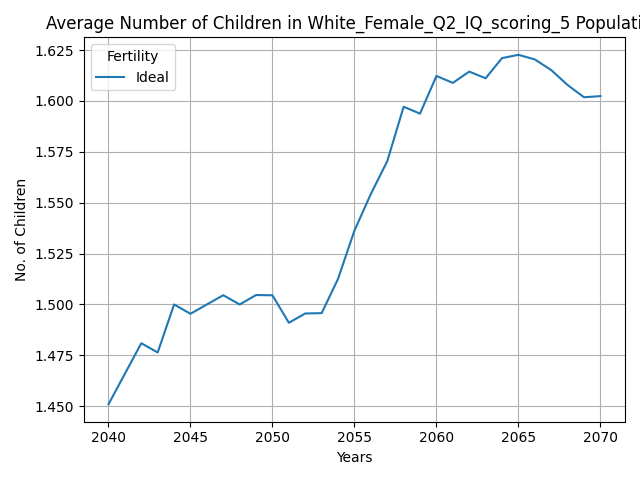 Average Number of Children in White_Female_Q2_IQ_scoring_5 Populati
Fertility
Ideal
No. of Children
1.625
1.600
1.575
1.550
1.525
1.500
1.475
1.450
2040 2045 2050 2055 2060 2065 2070
Years